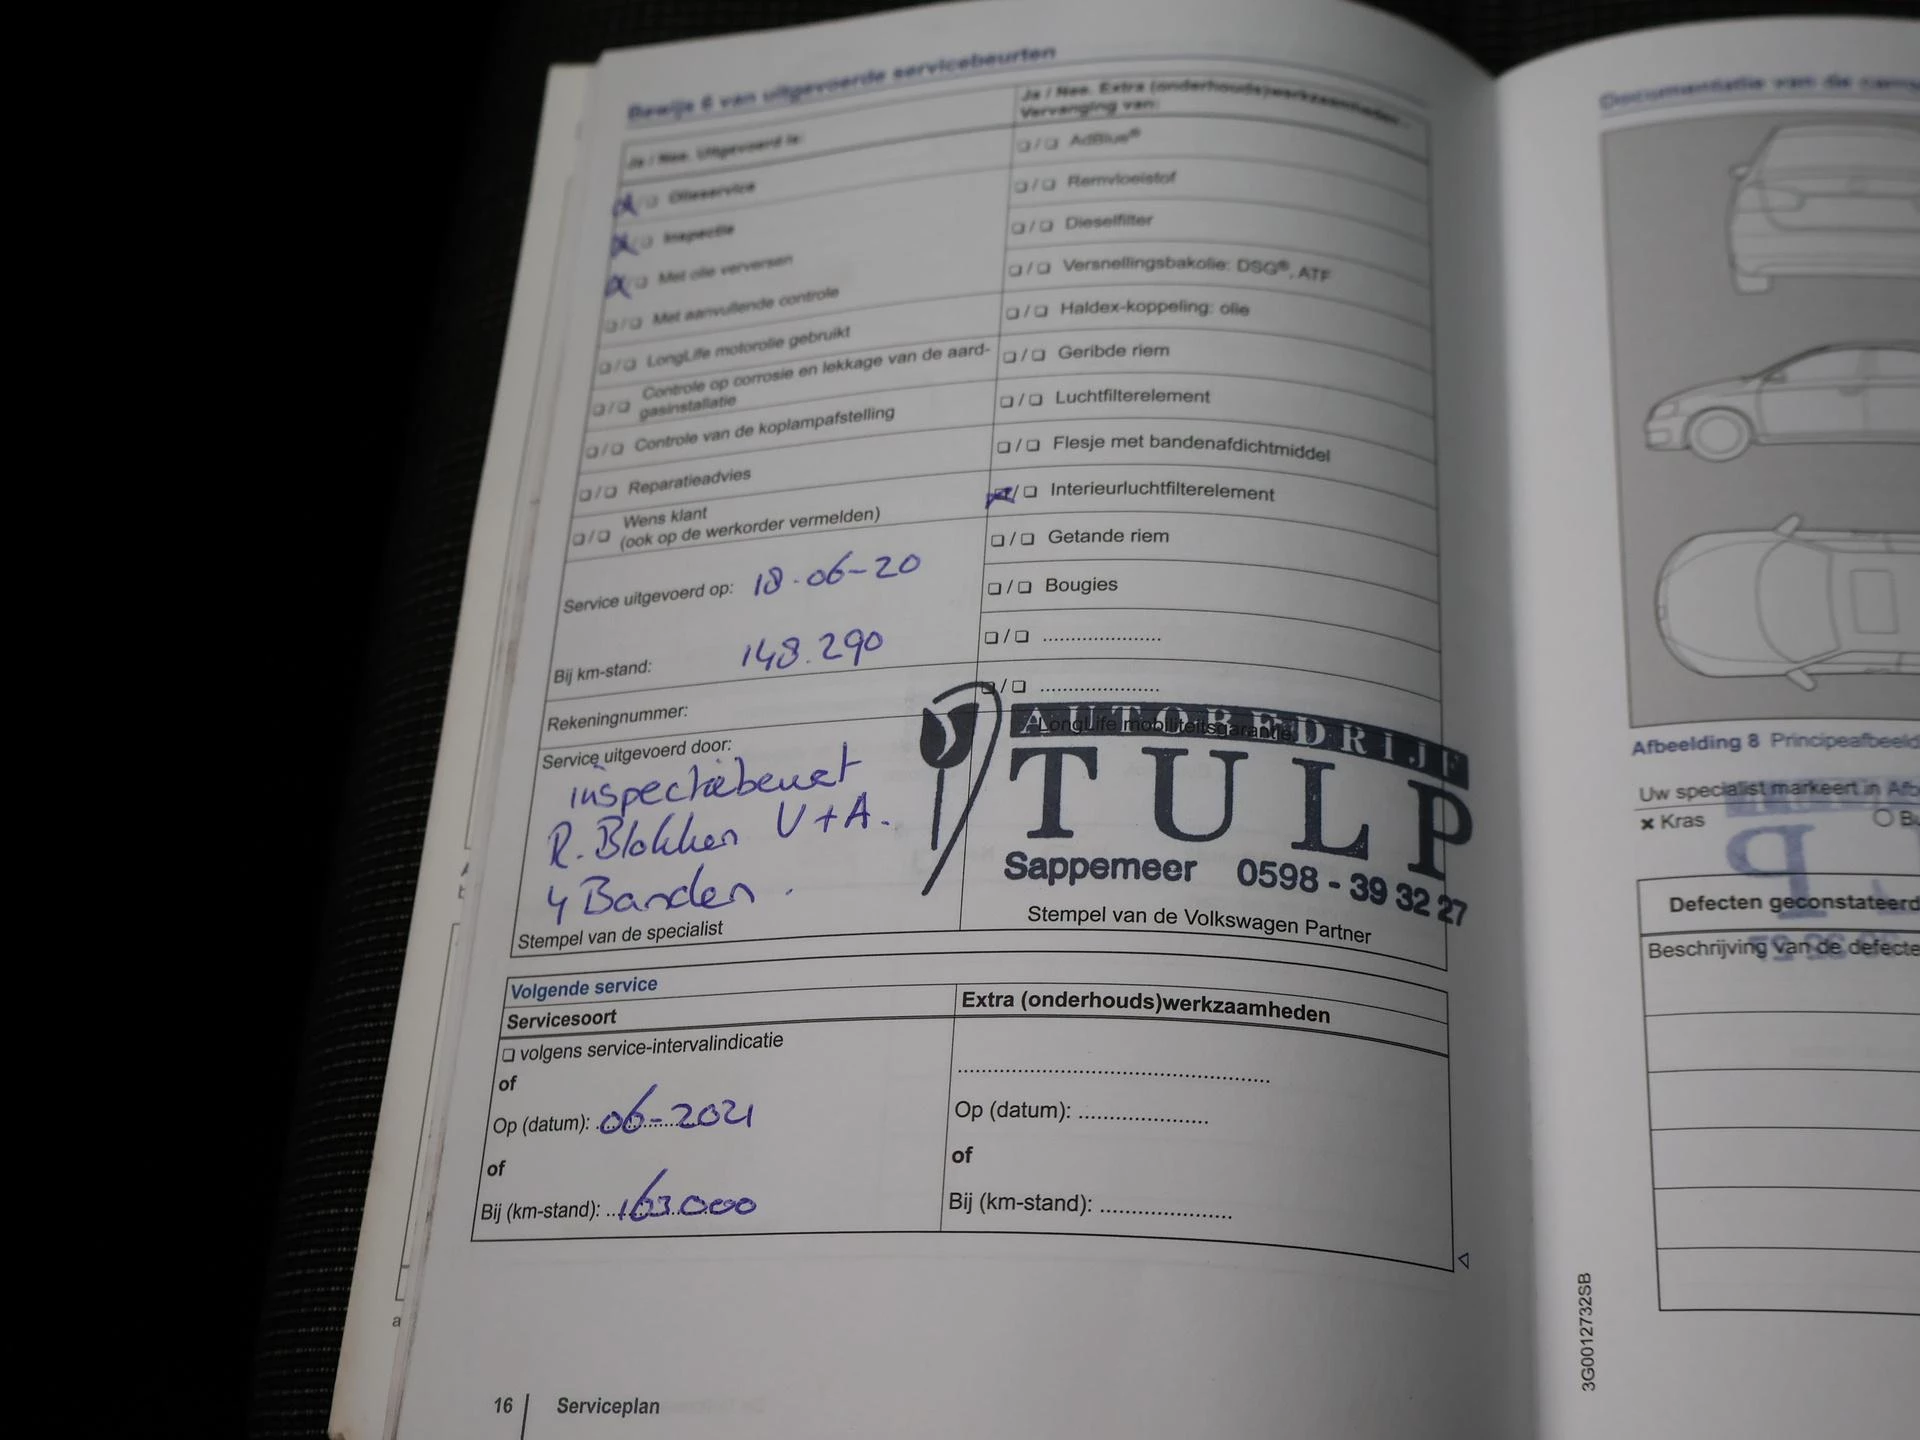 Bewijs 6 van uitgevoerde servicebeurten
Ja / Nee. Uitgevoerd is:
Olieservice
Inspectie
Met olie verversen
Met aanvullende controle
LongLife motorolie gebruikt
Controle op corrosie en lekkage van de aard-
gasinstallatie
Controle van de koplampafstelling
Reparatieadvies
Wens klant
(ook op de werkorder vermelden)
Service uitgevoerd op: 18-06-20
Bij km-stand: 148.290
Rekeningnummer:
Service uitgevoerd door:
inspectiebeurt
R. Blokken V+A.
4 Banden.
Stempel van de specialist
Ja / Nee. Extra (onderhouds)werkzaamheden -
Vervanging van:
AdBlue®
Remvloeistof
Dieselfilter
Versnellingsbakolie: DSG®, ATF
Haldex-koppeling: olie
Geribde riem
Luchtfilterelement
Flesje met bandenafdichtmiddel
Interieurluchtfilterelement
Getande riem
Bougies
.....................
.....................
LongLife mobiliteitsgarantie
AUTOBEDRIJF
TULP
Sappemeer 0598 - 39 32 27
Stempel van de Volkswagen Partner
Volgende service
Servicesoort
volgens service-intervalindicatie
of
Op (datum): 06-2021
of
Bij (km-stand): 163.000
Extra (onderhouds)werkzaamheden
.....................
Op (datum): .....................
of
Bij (km-stand): .....................
16 Serviceplan
Documentatie van de
Afbeelding 8
Uw specialist markeert in
x Kras
Defecten geconstateerd
Beschrijving van de
3G0012732SB